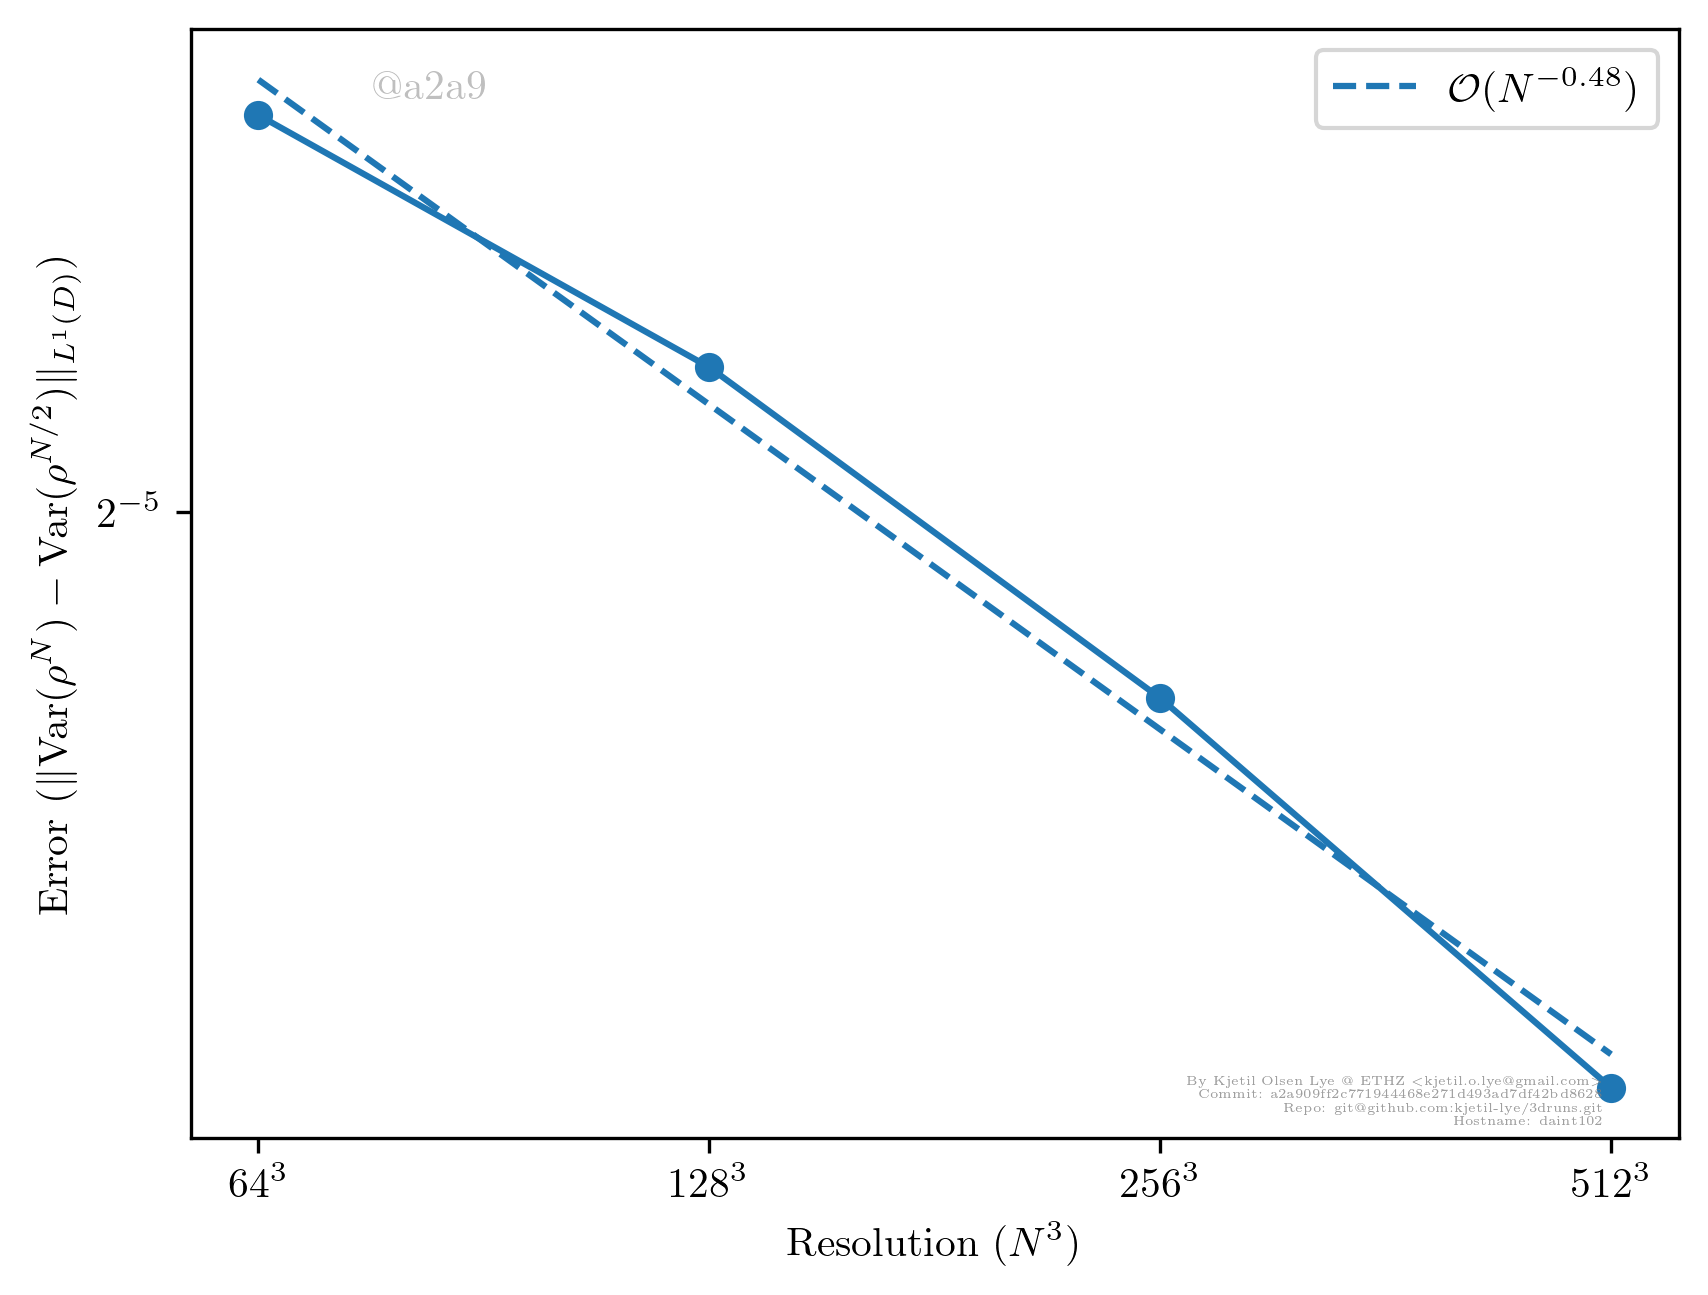 @a2a9
O(N^{-0.48})
2^{-5}
Error (||Var(ρ^N) − Var(ρ^{N/2})||_{L^1(D)})
64^3
128^3
256^3
512^3
Resolution (N^3)
By Kjetil Olsen Lye @ ETHZ <kjetil.o.lye@gmail.com>
Commit:
Repo: git@github.com:kjetil-lye/3druns.git
Hostname: daint102